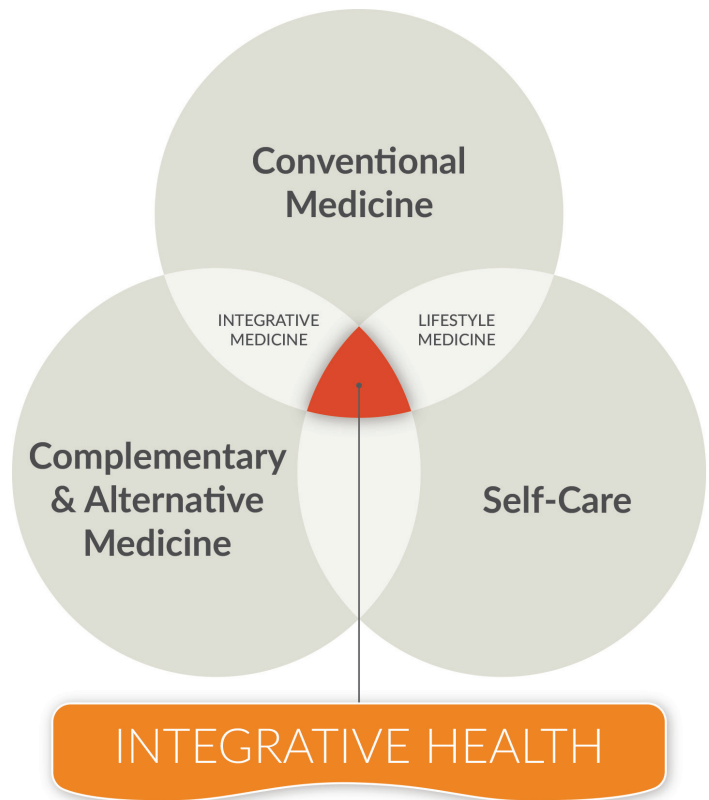 Conventional
Medicine
INTEGRATIVE
MEDICINE
LIFESTYLE
MEDICINE
Complementary
& Alternative
Medicine
Self-Care
INTEGRATIVE HEALTH